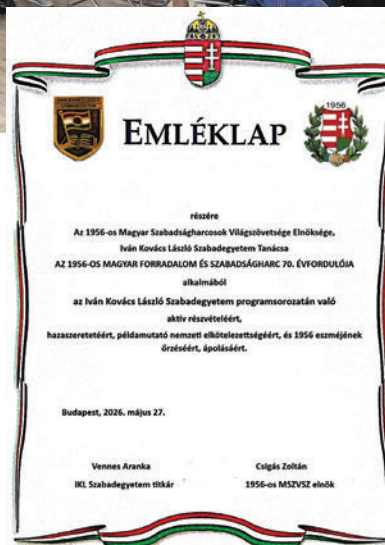 1956
EMLÉKLAP
részére
Az 1956-os Magyar Szabadságharcosok Világszövetsége Elnöksége,
Iván Kovács László Szabadegyetem Tanácsa
AZ 1956-OS MAGYAR FORRADALOM ÉS SZABADSÁGHARC 70. ÉVFORDULÓJA
alkalmából
az Iván Kovács László Szabadegyetem programsorozatán való
aktív részvételéért,
hazaszeretetéért, példamutató nemzeti elkötelezettségéért, és 1956 eszméjének
őrzéséért, ápolásáért.
Budapest, 2026. május 27.
Vennes Aranka Csigás Zoltán
IKL Szabadegyetem titkár 1956-os MSZVSZ elnök